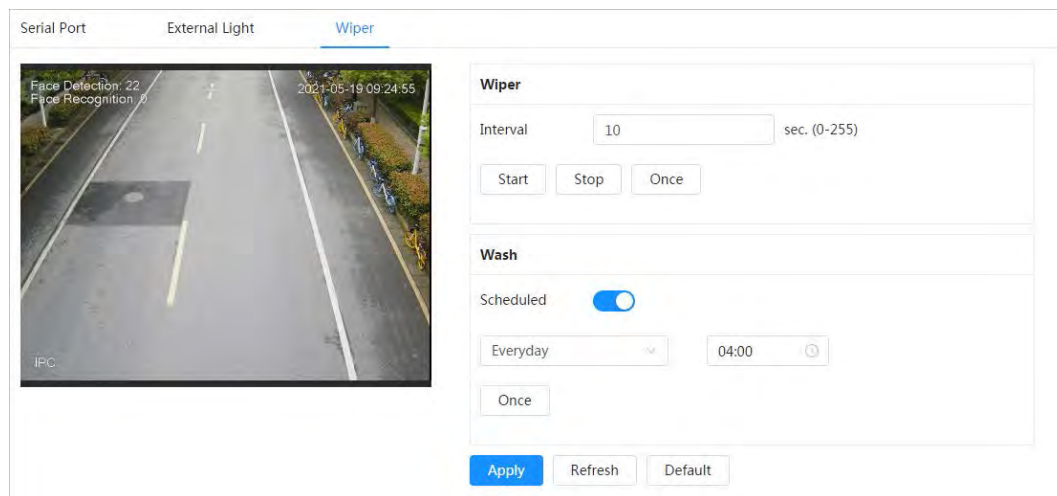 Serial Port External Light Wiper
Face Detection: 22
Face Recognition: 0
2021-05-19 09:24:55
IPC
Wiper
Interval 10 sec. (0-255)
Start Stop Once
Wash
Scheduled
Everyday 04:00
Once
Apply Refresh Default